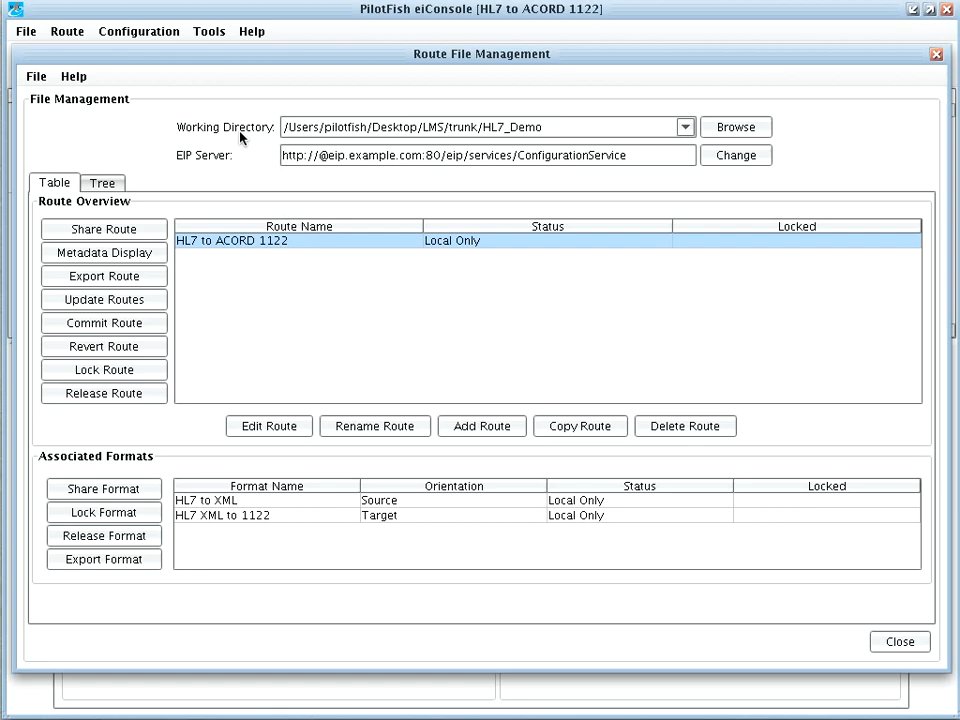 PilotFish eiConsole [HL7 to ACORD 1122]
File Route Configuration Tools Help
Route File Management
File Help
File Management
Working Directory: /Users/pilotfish/Desktop/LMS/trunk/HL7_Demo Browse
EIP Server: http://@eip.example.com:80/eip/services/ConfigurationService Change
Table Tree
Route Overview
Share Route
Metadata Display
Export Route
Update Routes
Commit Route
Revert Route
Lock Route
Release Route
Route Name Status Locked
HL7 to ACORD 1122 Local Only
Edit Route Rename Route Add Route Copy Route Delete Route
Associated Formats
Share Format
Lock Format
Release Format
Export Format
Format Name Orientation Status Locked
HL7 to XML Source Local Only
HL7 XML to 1122 Target Local Only
Close